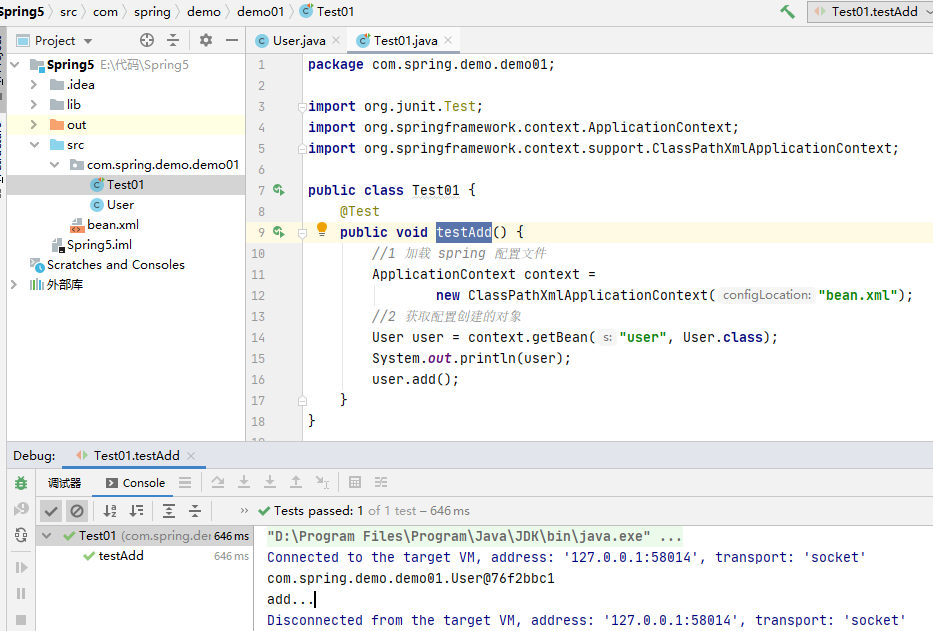 Spring5 src com spring demo demo01 Test01 Test01.testAdd
Project
User.java Test01.java
Spring5 E:\代码\Spring5
.idea
lib
out
src
com.spring.demo.demo01
Test01
User
bean.xml
Spring5.iml
Scratches and Consoles
外部库
1 package com.spring.demo.demo01;
2
3 import org.junit.Test;
4 import org.springframework.context.ApplicationContext;
5 import org.springframework.context.support.ClassPathXmlApplicationContext;
6
7 public class Test01 {
8 @Test
9 public void testAdd() {
10 //1 加载 spring 配置文件
11 ApplicationContext context =
12 new ClassPathXmlApplicationContext( configLocation: "bean.xml");
13 //2 获取配置创建的对象
14 User user = context.getBean( s: "user", User.class);
15 System.out.println(user);
16 user.add();
17 }
18 }
Debug: Test01.testAdd
调试器 Console
» Tests passed: 1 of 1 test – 646 ms
Test01 (com.spring.der 646 ms
testAdd 646 ms
"D:\Program Files\Program\Java\JDK\bin\java.exe" ...
Connected to the target VM, address: '127.0.0.1:58014', transport: 'socket'
com.spring.demo.demo01.User@76f2bbc1
add...
Disconnected from the target VM, address: '127.0.0.1:58014', transport: 'socket'